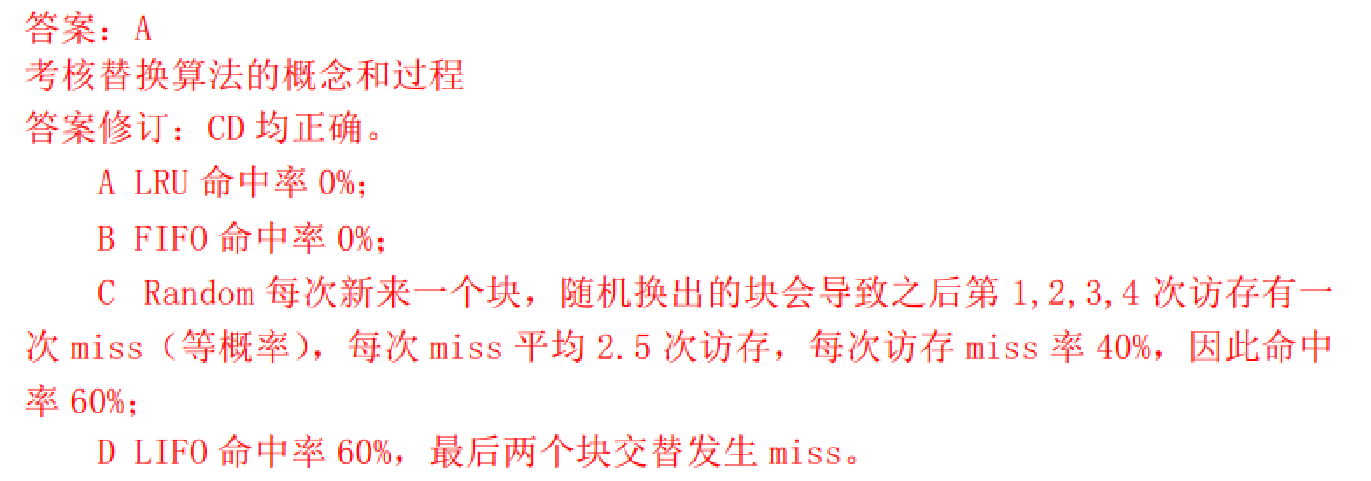 答案：A
考核替换算法的概念和过程
答案修订：CD 均正确。
A LRU 命中率 0%；
B FIFO 命中率 0%；
C Random 每次新来一个块，随机换出的块会导致之后第 1,2,3,4 次访存有一
次 miss（等概率），每次 miss 平均 2.5 次访存，每次访存 miss 率 40%，因此命中
率 60%；
D LIFO 命中率 60%，最后两个块交替发生 miss。